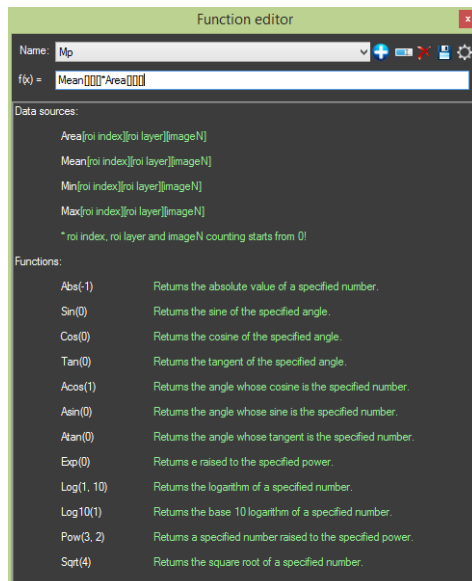 Function editor
x
Name: Mp
f(x) = Mean[][][]*Area[][][]
Data sources:
Area[roi index][roi layer][imageN]
Mean[roi index][roi layer][imageN]
Min[roi index][roi layer][imageN]
Max[roi index][roi layer][imageN]
* roi index, roi layer and imageN counting starts from 0!
Functions:
Abs(-1) Returns the absolute value of a specified number.
Sin(0) Returns the sine of the specified angle.
Cos(0) Returns the cosine of the specified angle.
Tan(0) Returns the tangent of the specified angle.
Acos(1) Returns the angle whose cosine is the specified number.
Asin(0) Returns the angle whose sine is the specified number.
Atan(0) Returns the angle whose tangent is the specified number.
Exp(0) Returns e raised to the specified power.
Log(1, 10) Returns the logarithm of a specified number.
Log10(1) Returns the base 10 logarithm of a specified number.
Pow(3, 2) Returns a specified number raised to the specified power.
Sqrt(4) Returns the square root of a specified number.